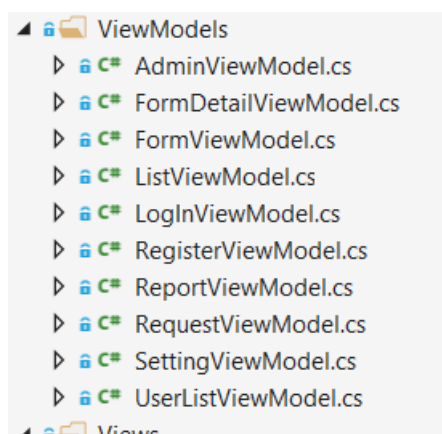 ViewModels
C# AdminViewModel.cs
C# FormDetailViewModel.cs
C# FormViewModel.cs
C# ListViewModel.cs
C# LogInViewModel.cs
C# RegisterViewModel.cs
C# ReportViewModel.cs
C# RequestViewModel.cs
C# SettingViewModel.cs
C# UserListViewModel.cs
Views